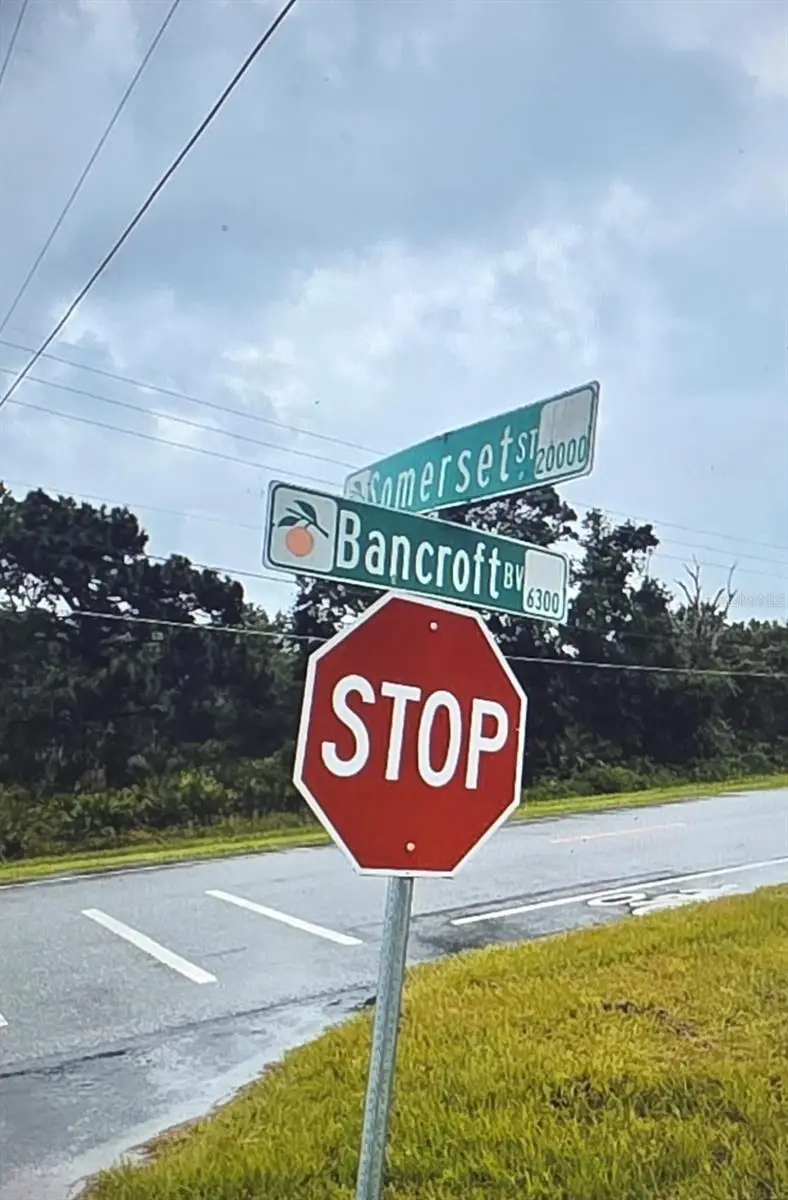 Somerset ST 20000
Bancroft BV 6300
STOP